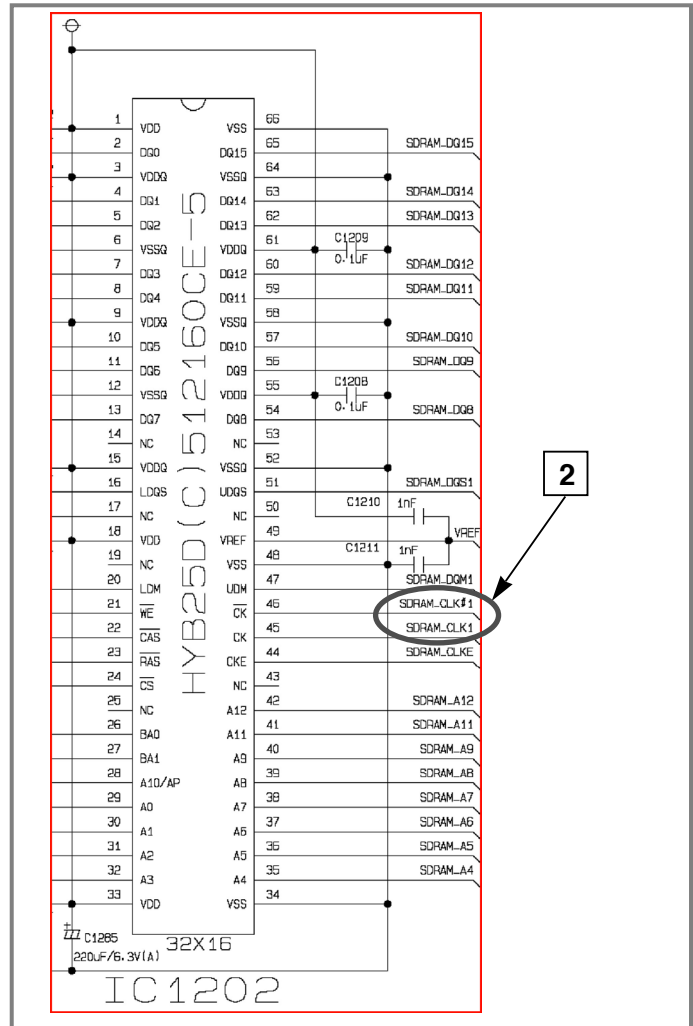 1 VDD VSS 66
2 DQ0 DQ15 65 SDRAM_DQ15
3 VDDQ VSSQ 64
4 DQ1 DQ14 63 SDRAM_DQ14
5 DQ2 DQ13 62 SDRAM_DQ13
6 VSSQ VDDQ 61 C1209 0.1uF
7 DQ3 DQ12 60 SDRAM_DQ12
8 DQ4 DQ11 59 SDRAM_DQ11
9 VDDQ VSSQ 58
10 DQ5 DQ10 57 SDRAM_DQ10
11 DQ6 DQ9 56 SDRAM_DQ9
12 VSSQ VDDQ 55 C1208 0.1uF
13 DQ7 DQ8 54 SDRAM_DQ8
14 NC NC 53
15 VDDQ VSSQ 52
16 LDQS UDQS 51 SDRAM_DQS1
17 NC NC 50 C1210 1nF
18 VDD VREF 49 VREF
19 NC VSS 48 C1211 1nF
20 LDM UDM 47 SDRAM_DQM1
21 WE CK 46 SDRAM_CLK#1
22 CAS CK 45 SDRAM_CLK1
23 RAS CKE 44 SDRAM_CLKE
24 CS NC 43
25 NC A12 42 SDRAM_A12
26 BA0 A11 41 SDRAM_A11
27 BA1 A9 40 SDRAM_A9
28 A10/AP A8 39 SDRAM_A8
29 A0 A7 38 SDRAM_A7
30 A1 A6 37 SDRAM_A6
31 A2 A5 36 SDRAM_A5
32 A3 A4 35 SDRAM_A4
33 VDD VSS 34
HYB25D(C)512160CE-5
2
C1285
220uF/6.3V(A)
32X16
IC1202